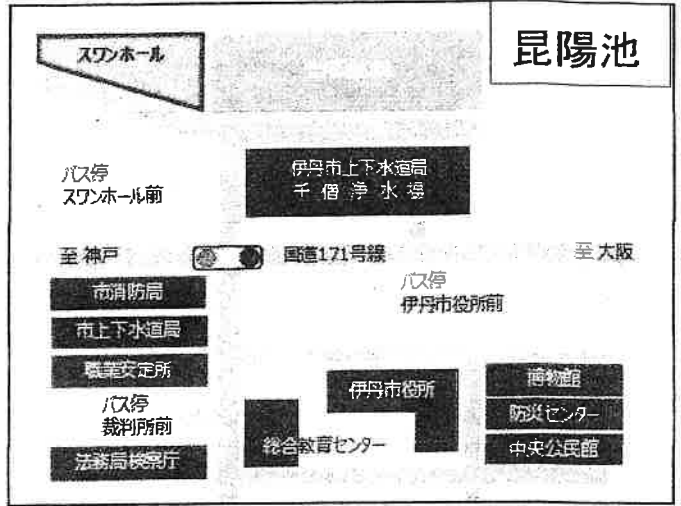 スワンホール
昆陽池
バス停
スワンホール前
伊丹市上下水道局
千僧浄水場
至神戸
国道171号線
至大阪
バス停
伊丹市役所前
市消防局
市上下水道局
職業安定所
バス停
裁判所前
法務局検察庁
伊丹市役所
総合教育センター
博物館
防災センター
中央公民館